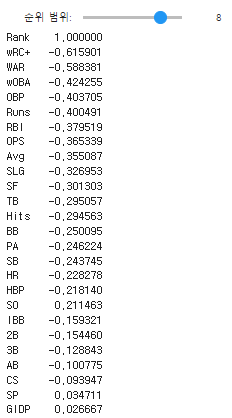 순위 범위: 8
Rank 1.000000
wRC+ -0.615901
WAR -0.588381
wOBA -0.424255
OBP -0.403705
Runs -0.400491
RBI -0.379519
OPS -0.365339
Avg -0.355087
SLG -0.326953
SF -0.301303
TB -0.295057
Hits -0.294563
BB -0.250095
PA -0.246224
SB -0.243745
HR -0.228278
HBP -0.218140
SO 0.211463
IBB -0.159321
2B -0.154460
3B -0.128843
AB -0.100775
CS -0.093947
SP 0.034711
GIDP 0.026667